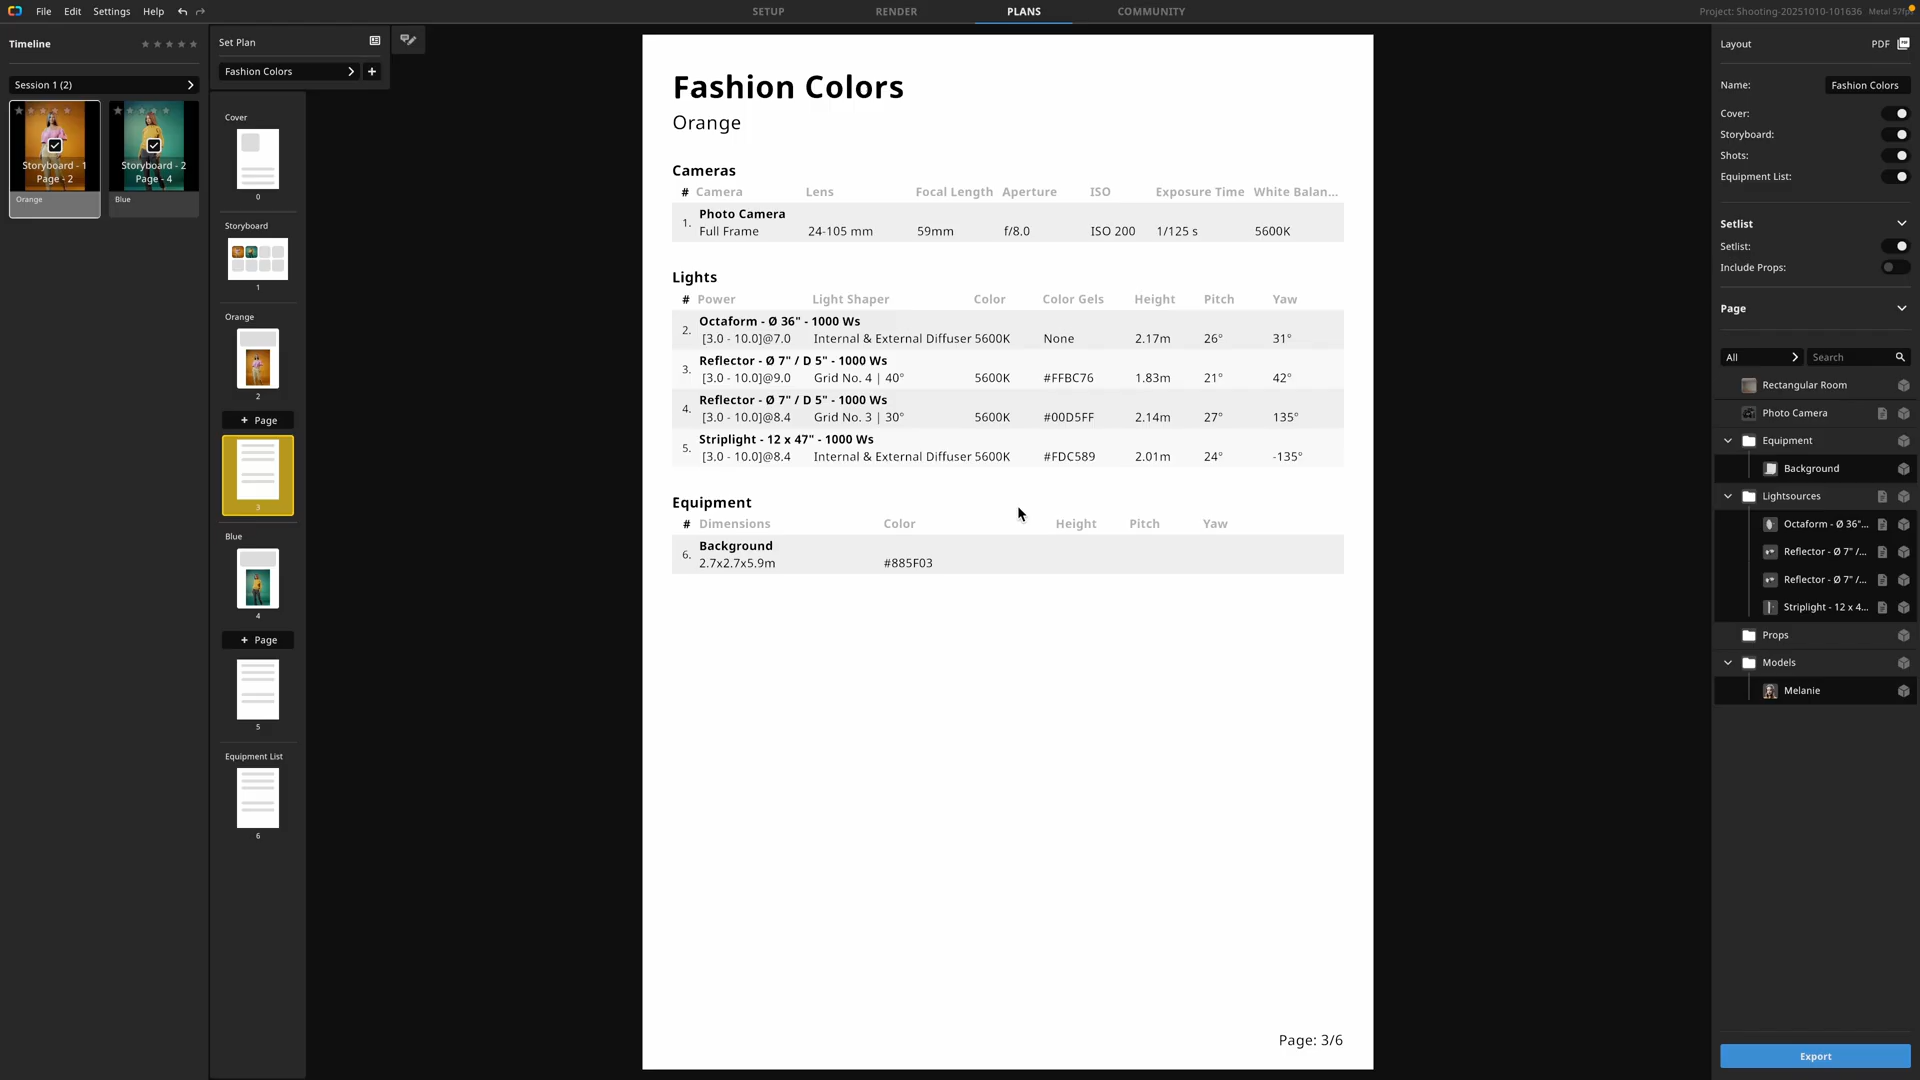 File Edit Settings Help
SETUP RENDER PLANS COMMUNITY
Project: Shooting-20251010-101636 Metal
Timeline
Session 1 (2)
Storyboard - 1
Page - 2
Orange
Storyboard - 2
Page - 4
Blue
Set Plan
Fashion Colors
Cover
0
Storyboard
1
Orange
2
+ Page
3
Blue
4
+ Page
5
Equipment List
6
Fashion Colors
Orange
Cameras
# Camera Lens Focal Length Aperture ISO Exposure Time White Balan...
1. Photo Camera
Full Frame 24-105 mm 59mm f/8.0 ISO 200 1/125 s 5600K
Lights
# Power Light Shaper Color Color Gels Height Pitch Yaw
2. Octaform - Ø 36" - 1000 Ws
[3.0 - 10.0]@7.0 Internal & External Diffuser 5600K None 2.17m 26° 31°
3. Reflector - Ø 7" / D 5" - 1000 Ws
[3.0 - 10.0]@9.0 Grid No. 4 | 40° 5600K #FFBC76 1.83m 21° 42°
4. Reflector - Ø 7" / D 5" - 1000 Ws
[3.0 - 10.0]@8.4 Grid No. 3 | 30° 5600K #00D5FF 2.14m 27° 135°
5. Striplight - 12 x 47" - 1000 Ws
[3.0 - 10.0]@8.4 Internal & External Diffuser 5600K #FDC589 2.01m 24° -135°
Equipment
# Dimensions Color Height Pitch Yaw
6. Background
2.7x2.7x5.9m #885F03
Page: 3/6
Layout PDF
Name: Fashion Colors
Cover:
Storyboard:
Shots:
Equipment List:
Setlist
Setlist:
Include Props:
Page
All Search
Rectangular Room
Photo Camera
Equipment
Background
Lightsources
Octaform - Ø 36"...
Reflector - Ø 7" /...
Reflector - Ø 7" /...
Striplight - 12 x 4...
Props
Models
Melanie
Export